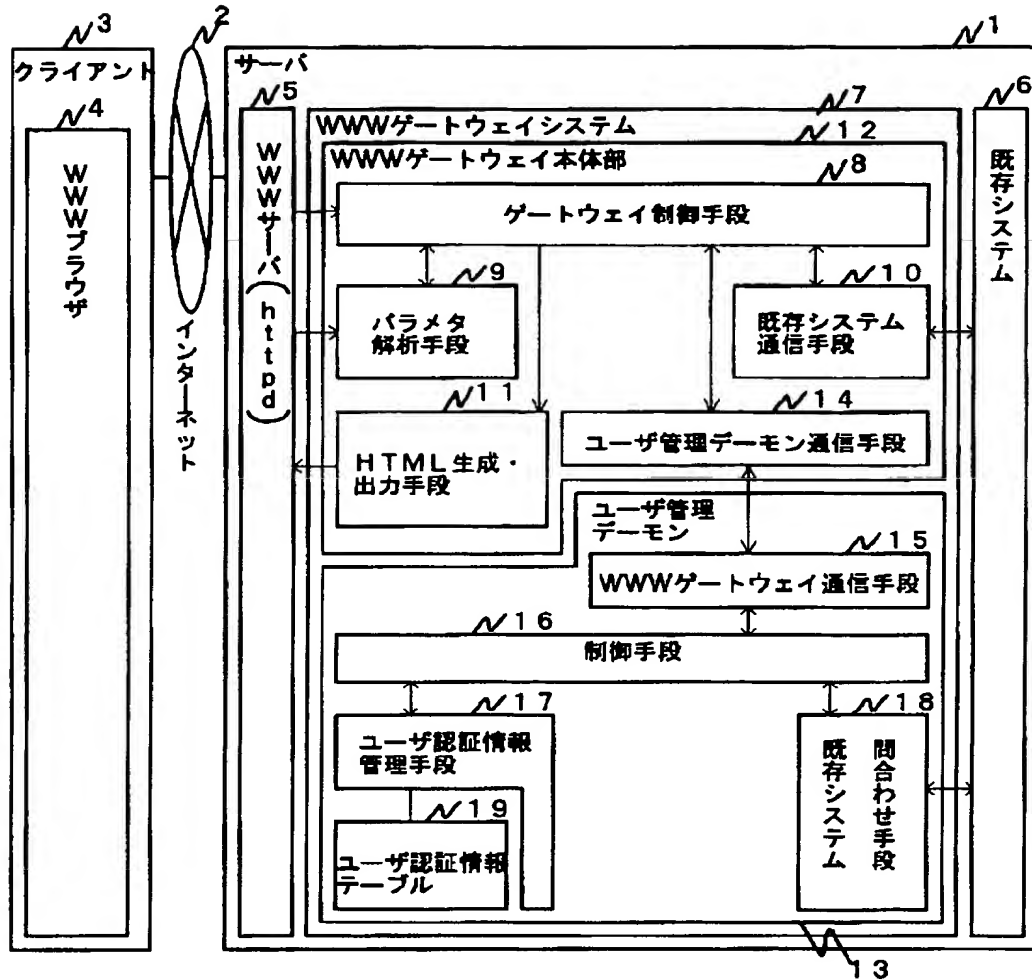 3
2
1
クライアント
サーバ
4
5
7
6
WWWゲートウェイシステム
12
WWWゲートウェイ本体部
8
WWWブラウザ
インターネット
WWWサーバ(httpd)
既存システム
ゲートウェイ制御手段
9
10
パラメタ
解析手段
既存システム
通信手段
11
14
HTML生成・
出力手段
ユーザ管理デーモン通信手段
ユーザ管理
デーモン
15
WWWゲートウェイ通信手段
16
制御手段
17
18
ユーザ認証情報
管理手段
既存システム
問合わせ手段
19
ユーザ認証情報
テーブル
13